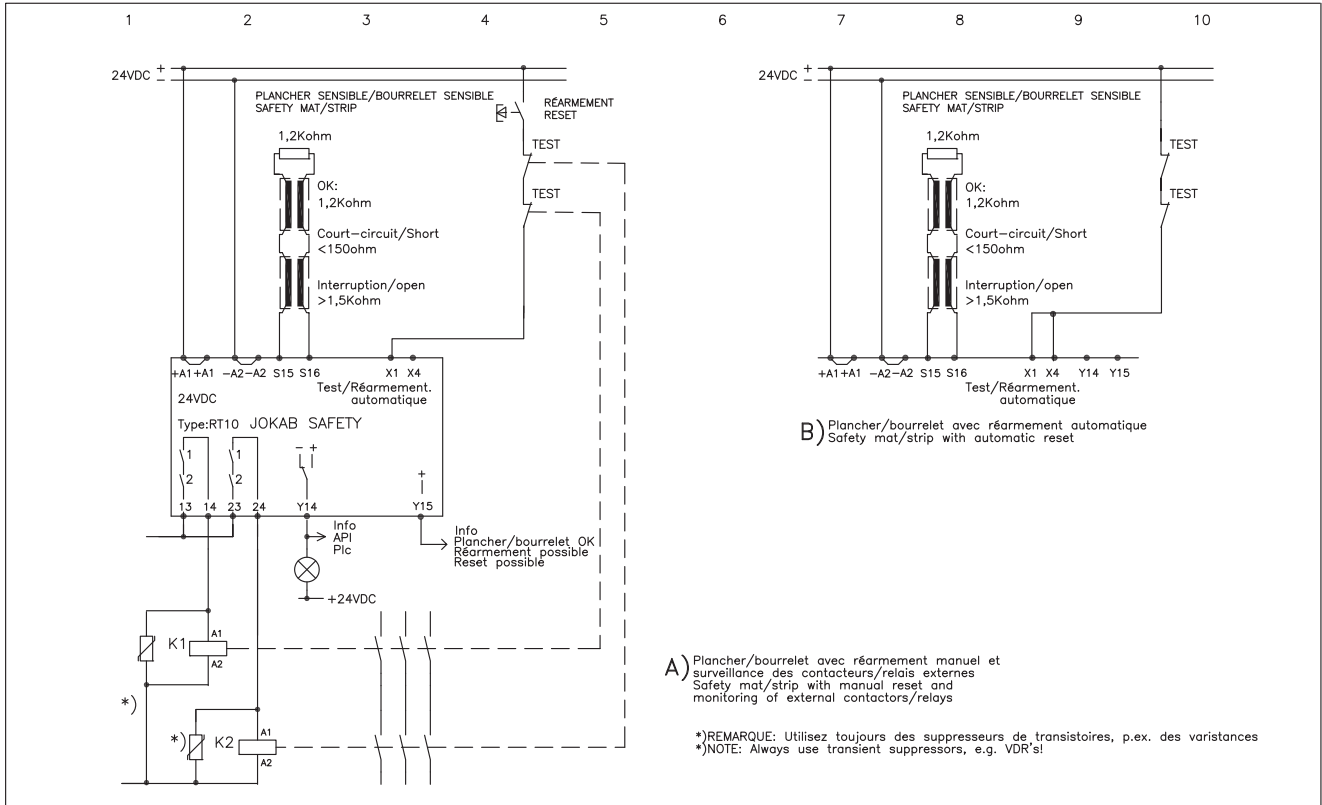 1 2 3 4 5 6 7 8 9 10
24VDC +
−
PLANCHER SENSIBLE/BOURRELET SENSIBLE
SAFETY MAT/STRIP
RÉARMEMENT
RESET
1,2Kohm
TEST
OK:
1,2Kohm
TEST
Court-circuit/Short
<150ohm
Interruption/open
>1,5Kohm
+A1 +A1 −A2 −A2 S15 S16 X1 X4
Test/Réarmement.
automatique
24VDC
Type:RT10 JOKAB SAFETY
1 1 − +
2 2 +
13 14 23 24 Y14 Y15
Info
API
Plc
Info
Plancher/bourrelet OK
Réarmement possible
Reset possible
+24VDC
K1
A1
A2
*)
*)
K2
A1
A2
24VDC +
−
PLANCHER SENSIBLE/BOURRELET SENSIBLE
SAFETY MAT/STRIP
1,2Kohm
TEST
OK:
1,2Kohm
TEST
Court-circuit/Short
<150ohm
Interruption/open
>1,5Kohm
+A1 +A1 −A2 −A2 S15 S16 X1 X4 Y14 Y15
Test/Réarmement.
automatique
B) Plancher/bourrelet avec réarmement automatique
Safety mat/strip with automatic reset
A) Plancher/bourrelet avec réarmement manuel et
surveillance des contacteurs/relais externes
Safety mat/strip with manual reset and
monitoring of external contactors/relays
*)REMARQUE: Utilisez toujours des suppresseurs de transistoires, p.ex. des varistances
*)NOTE: Always use transient suppressors, e.g. VDR's!